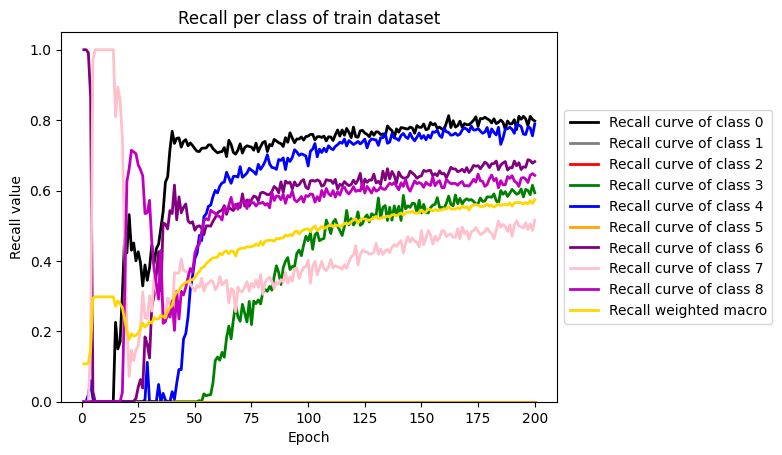 Recall per class of train dataset
Recall value
1.0
0.8
0.6
0.4
0.2
0.0
0
25
50
75
100
125
150
175
200
Epoch
Recall curve of class 0
Recall curve of class 1
Recall curve of class 2
Recall curve of class 3
Recall curve of class 4
Recall curve of class 5
Recall curve of class 6
Recall curve of class 7
Recall curve of class 8
Recall weighted macro